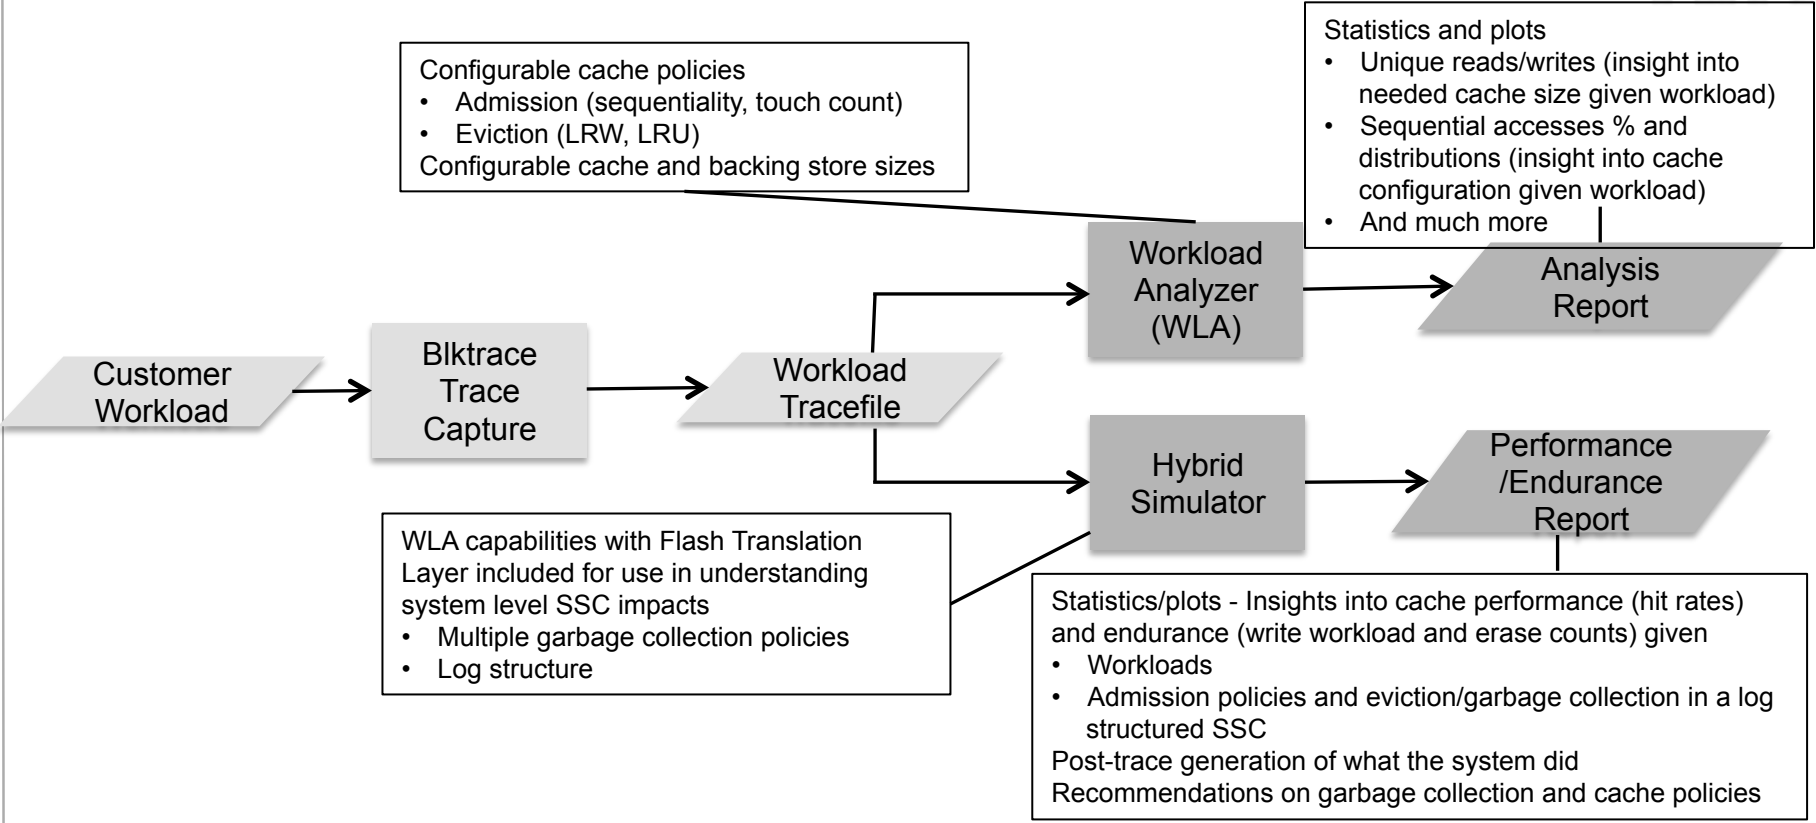 Configurable cache policies
• Admission (sequentiality, touch count)
• Eviction (LRW, LRU)
Configurable cache and backing store sizes
Statistics and plots
• Unique reads/writes (insight into
needed cache size given workload)
• Sequential accesses % and
distributions (insight into cache
configuration given workload)
• And much more
Customer
Workload
Blktrace
Trace
Capture
Workload
Tracefile
Workload
Analyzer
(WLA)
Analysis
Report
Hybrid
Simulator
Performance
/Endurance
Report
WLA capabilities with Flash Translation
Layer included for use in understanding
system level SSC impacts
• Multiple garbage collection policies
• Log structure
Statistics/plots - Insights into cache performance (hit rates)
and endurance (write workload and erase counts) given
• Workloads
• Admission policies and eviction/garbage collection in a log
structured SSC
Post-trace generation of what the system did
Recommendations on garbage collection and cache policies